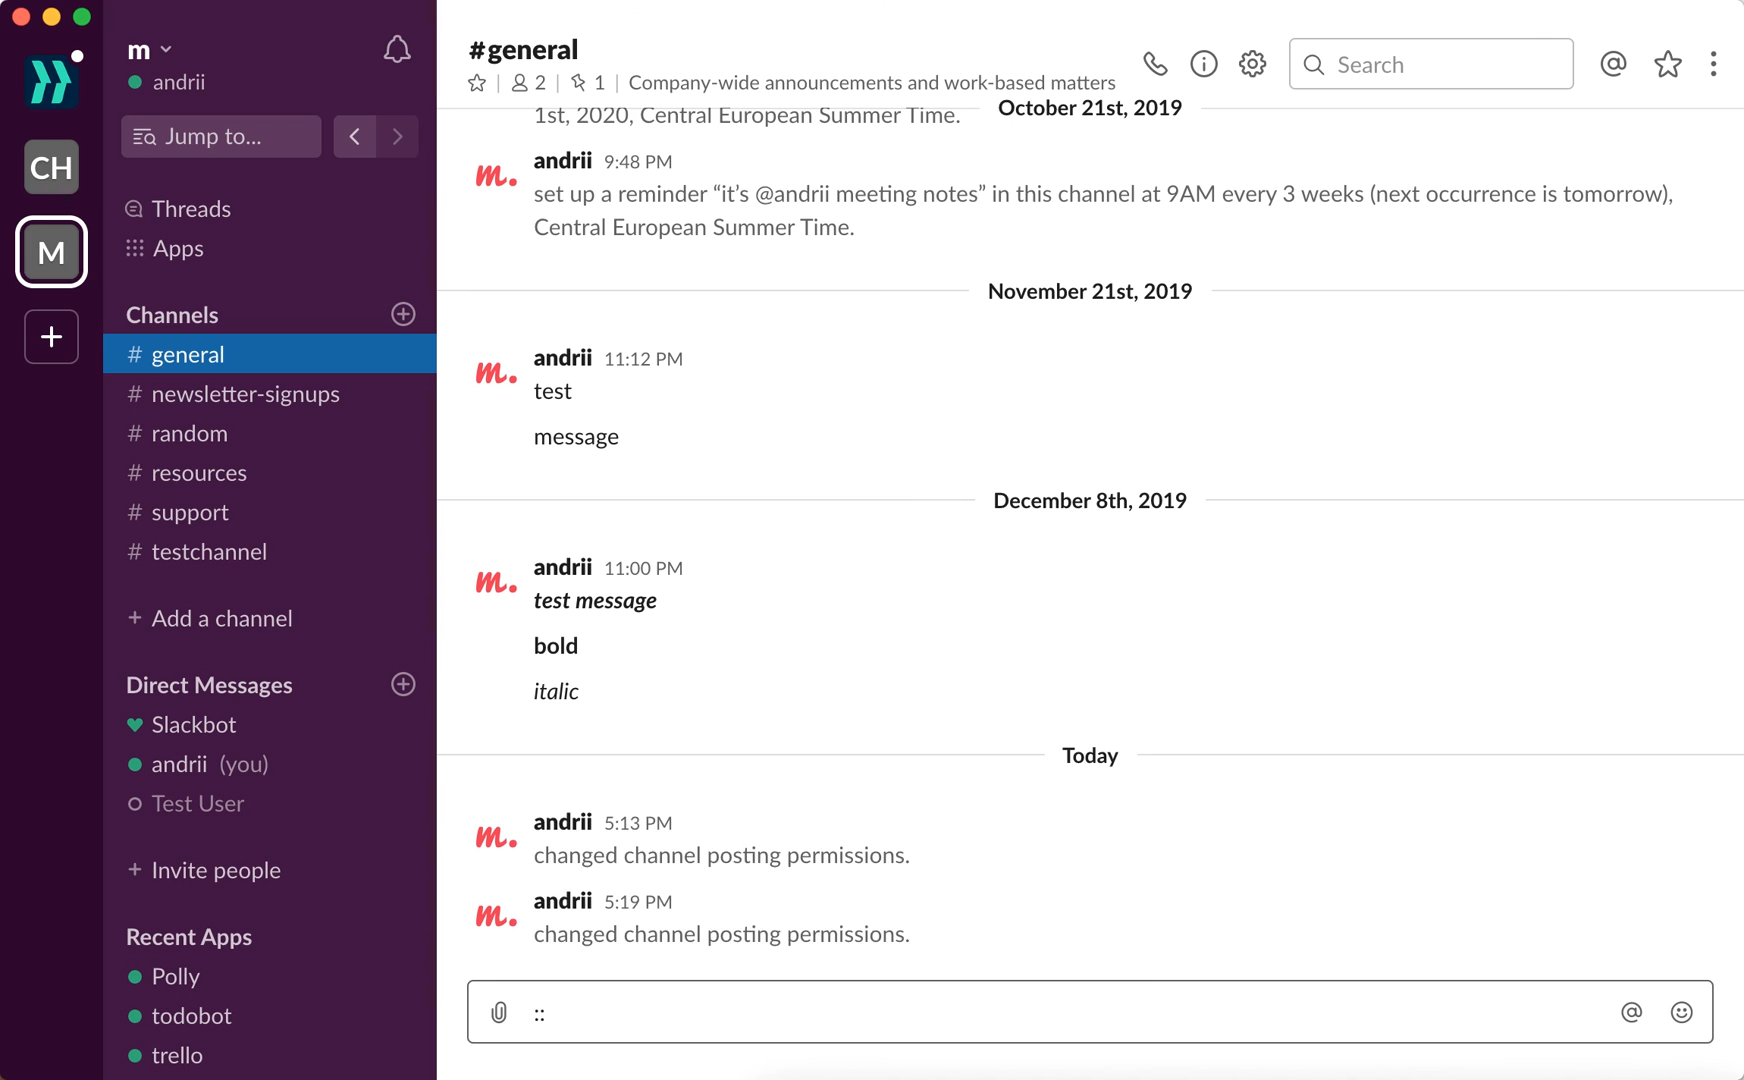 m
andrii
Jump to...
CH
M
Threads
Apps
Channels
# general
# newsletter-signups
# random
# resources
# support
# testchannel
+ Add a channel
Direct Messages
Slackbot
andrii (you)
Test User
+ Invite people
Recent Apps
Polly
todobot
trello
#general
2 | 1 | Company-wide announcements and work-based matters
Search
October 21st, 2019
1st, 2020, Central European Summer Time.
m. andrii 9:48 PM
set up a reminder “it’s @andrii meeting notes” in this channel at 9AM every 3 weeks (next occurrence is tomorrow),
Central European Summer Time.
November 21st, 2019
m. andrii 11:12 PM
test
message
December 8th, 2019
m. andrii 11:00 PM
test message
bold
italic
Today
m. andrii 5:13 PM
changed channel posting permissions.
m. andrii 5:19 PM
changed channel posting permissions.
::